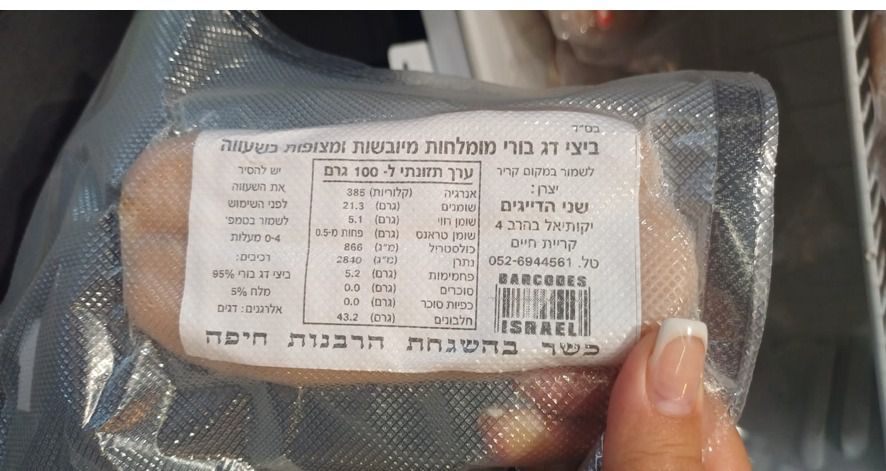 בס״ד
ביצי דג בורי מומלחות מיובשות ומצופות בשעווה
לשמור במקום קריר
יצרן:
שני הדייגים
יקותיאל בהרב 4
קריית חיים
טל. 052-6944561
BARCODES
ISRAEL
ערך תזונתי ל- 100 גרם
אנרגיה (קלוריות) 385
שומנים (גרם) 21.3
שומן רווי (גרם) 5.1
שומן טראנס (גרם) פחות מ-0.5
כולסטרול (מ״ג) 866
נתרן (מ״ג) 2840
פחמימות (גרם) 5.2
סוכרים (גרם) 0.0
כפיות סוכר (גרם) 0.0
חלבונים (גרם) 43.2
יש להסיר
את השעווה
לפני השימוש
לשמור בטמפ׳
0-4 מעלות
רכיבים:
ביצי דג בורי 95%
מלח 5%
אלרגנים: דגים
כשר בהשגחת הרבנות חיפה